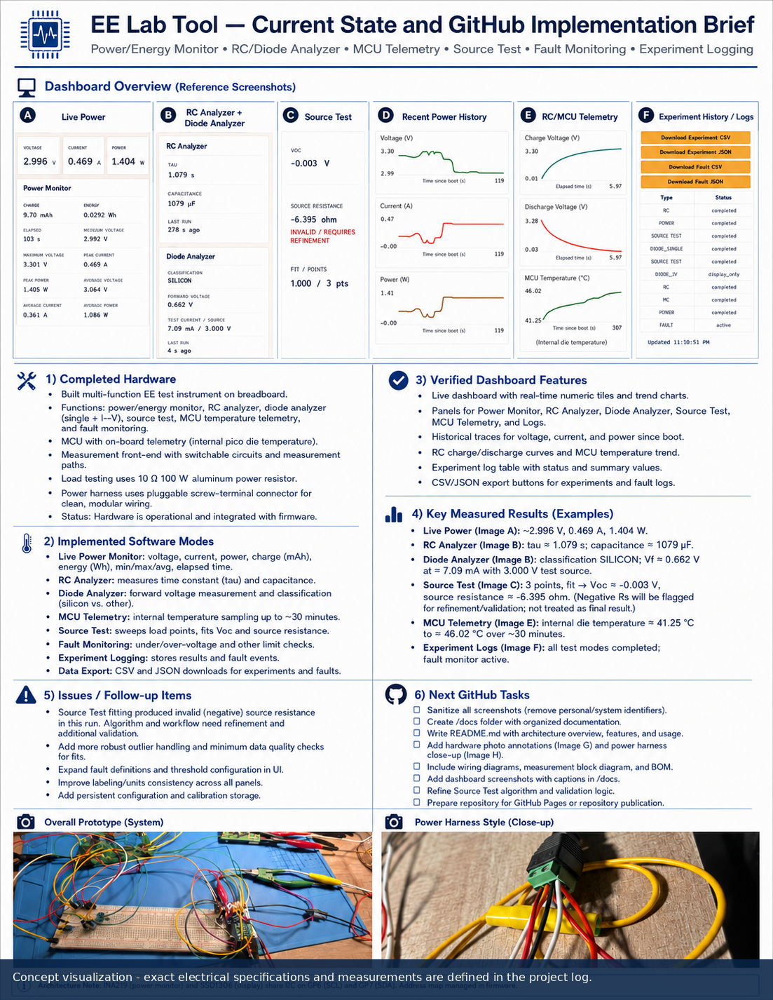 EE Lab Tool — Current State and GitHub Implementation Brief
Power/Energy Monitor • RC/Diode Analyzer • MCU Telemetry • Source Test • Fault Monitoring • Experiment Logging
Dashboard Overview (Reference Screenshots)
A Live Power
VOLTAGE CURRENT POWER
2.996 V 0.469 A 1.404 W
Power Monitor
CHARGE ENERGY
9.70 mAh 0.0292 Wh
ELAPSED MEDIUM VOLTAGE
103 s 2.992 V
MAXIMUM VOLTAGE PEAK CURRENT
3.301 V 0.469 A
PEAK POWER AVERAGE VOLTAGE
1.405 W 3.064 V
AVERAGE CURRENT AVERAGE POWER
0.361 A 1.086 W
B RC Analyzer +
Diode Analyzer
RC Analyzer
TAU
1.079 s
CAPACITANCE
1079 µF
LAST RUN
278 s ago
Diode Analyzer
CLASSIFICATION
SILICON
FORWARD VOLTAGE
0.662 V
TEST CURRENT / SOURCE
7.09 mA / 3.000 V
LAST RUN
4 s ago
C Source Test
VOC
-0.003 V
SOURCE RESISTANCE
-6.395 ohm
INVALID / REQUIRES
REFINEMENT
FIT / POINTS
1.000 / 3 pts
D Recent Power History
Voltage (V)
3.30
2.99
Time since boot (s) 119
Current (A)
0.47
-0.00
Time since boot (s) 119
Power (W)
1.41
-0.00
Time since boot (s) 119
E RC/MCU Telemetry
Charge Voltage (V)
3.30
0.01
Elapsed time (s) 5.97
Discharge Voltage (V)
3.28
0.03
Elapsed time (s) 5.97
MCU Temperature (°C)
46.02
41.25
Time since boot (s) 307
(Internal die temperature)
F Experiment History / Logs
Download Experiment CSV
Download Experiment JSON
Download Fault CSV
Download Fault JSON
Type Status
RC completed
POWER completed
SOURCE TEST completed
DIODE_SINGLE completed
SOURCE TEST completed
DIODE_IV display_only
RC completed
MC completed
POWER completed
FAULT active
Updated 11:10:51 PM
1) Completed Hardware
• Built multi-function EE test instrument on breadboard.
• Functions: power/energy monitor, RC analyzer, diode analyzer
(single + I--V), source test, MCU temperature telemetry,
and fault monitoring.
• MCU with on-board telemetry (internal pico die temperature).
• Measurement front-end with switchable circuits and measurement
paths.
• Load testing uses 10 Ω 100 W aluminum power resistor.
• Power harness uses pluggable screw-terminal connector for
clean, modular wiring.
• Status: Hardware is operational and integrated with firmware.
2) Implemented Software Modes
• Live Power Monitor: voltage, current, power, charge (mAh),
energy (Wh), min/max/avg, elapsed time.
• RC Analyzer: measures time constant (tau) and capacitance.
• Diode Analyzer: forward voltage measurement and classification
(silicon vs. other).
• MCU Telemetry: internal temperature sampling up to ~30 minutes.
• Source Test: sweeps load points, fits Voc and source resistance.
• Fault Monitoring: under/over-voltage and other limit checks.
• Experiment Logging: stores results and fault events.
• Data Export: CSV and JSON downloads for experiments and faults.
3) Verified Dashboard Features
• Live dashboard with real-time numeric tiles and trend charts.
• Panels for Power Monitor, RC Analyzer, Diode Analyzer, Source Test,
MCU Telemetry, and Logs.
• Historical traces for voltage, current, and power since boot.
• RC charge/discharge curves and MCU temperature trend.
• Experiment log table with status and summary values.
• CSV/JSON export buttons for experiments and fault logs.
4) Key Measured Results (Examples)
• Live Power (Image A): ~2.996 V, 0.469 A, 1.404 W.
• RC Analyzer (Image B): tau ≈ 1.079 s; capacitance ≈ 1079 µF.
• Diode Analyzer (Image B): classification SILICON; Vf ≈ 0.662 V
at ≈ 7.09 mA with 3.000 V test source.
• Source Test (Image C): 3 points, fit → Voc ≈ -0.003 V,
source resistance ≈ -6.395 ohm. (Negative Rs will be flagged
for refinement/validation; not treated as final result.)
• MCU Telemetry (Image E): internal die temperature ≈ 41.25 °C
to ≈ 46.02 °C over ~30 minutes.
• Experiment Logs (Image F): all test modes completed;
fault monitor active.
5) Issues / Follow-up Items
• Source Test fitting produced invalid (negative) source resistance
in this run. Algorithm and workflow need refinement and
additional validation.
• Add more robust outlier handling and minimum data quality checks
for fits.
• Expand fault definitions and threshold configuration in UI.
• Improve labeling/units consistency across all panels.
• Add persistent configuration and calibration storage.
6) Next GitHub Tasks
☐ Sanitize all screenshots (remove personal/system identifiers).
☐ Create /docs folder with organized documentation.
☐ Write README.md with architecture overview, features, and usage.
☐ Add hardware photo annotations (Image G) and power harness
close-up (Image H).
☐ Include wiring diagrams, measurement block diagram, and BOM.
☐ Add dashboard screenshots with captions in /docs.
☐ Refine Source Test algorithm and validation logic.
☐ Prepare repository for GitHub Pages or repository publication.
Overall Prototype (System)
Power Harness Style (Close-up)
Concept visualization - exact electrical specifications and measurements are defined in the project log.
Architecture Note: INA219 (power monitor) and SSD1306 (display) share I2C on GP6 (SCL) and GP7 (SDA). Address map managed in firmware.